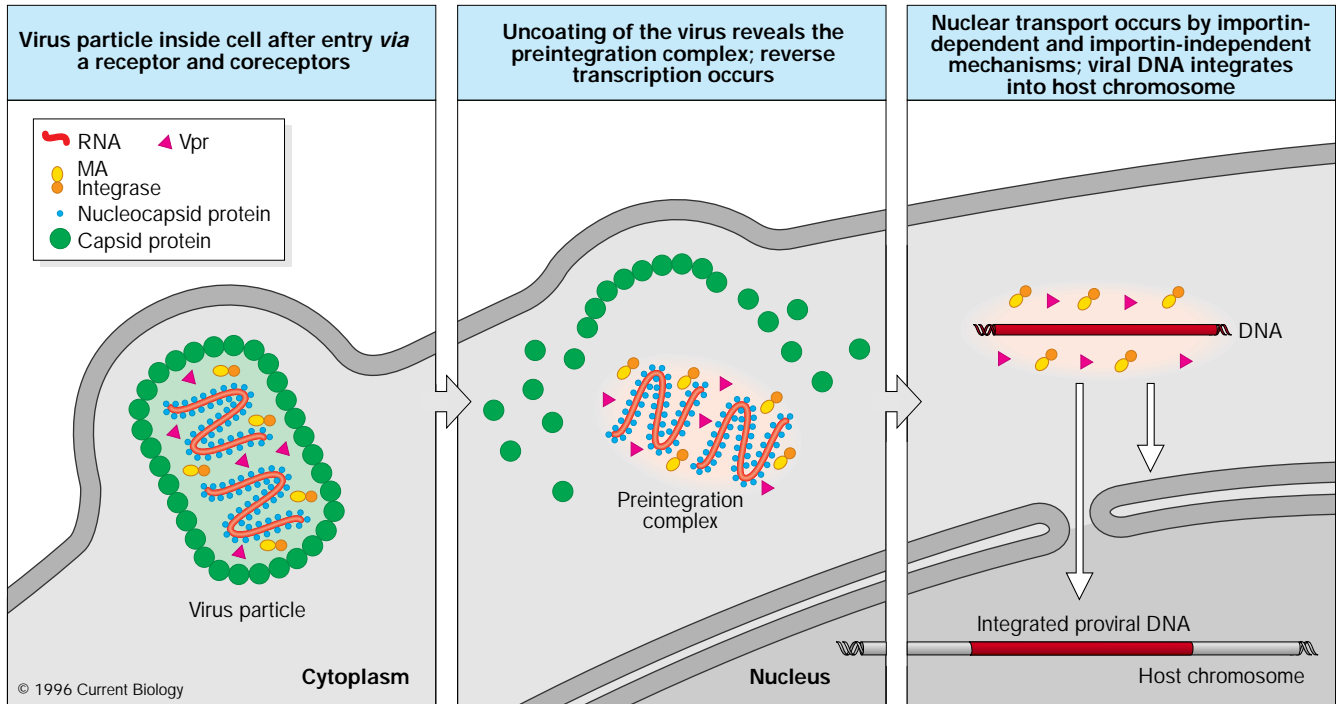 Virus particle inside cell after entry via
a receptor and coreceptors
RNA
Vpr
MA
Integrase
Nucleocapsid protein
Capsid protein
Virus particle
Cytoplasm
© 1996 Current Biology
Uncoating of the virus reveals the
preintegration complex; reverse
transcription occurs
Preintegration
complex
Nucleus
Nuclear transport occurs by importin-
dependent and importin-independent
mechanisms; viral DNA integrates
into host chromosome
DNA
Integrated proviral DNA
Host chromosome